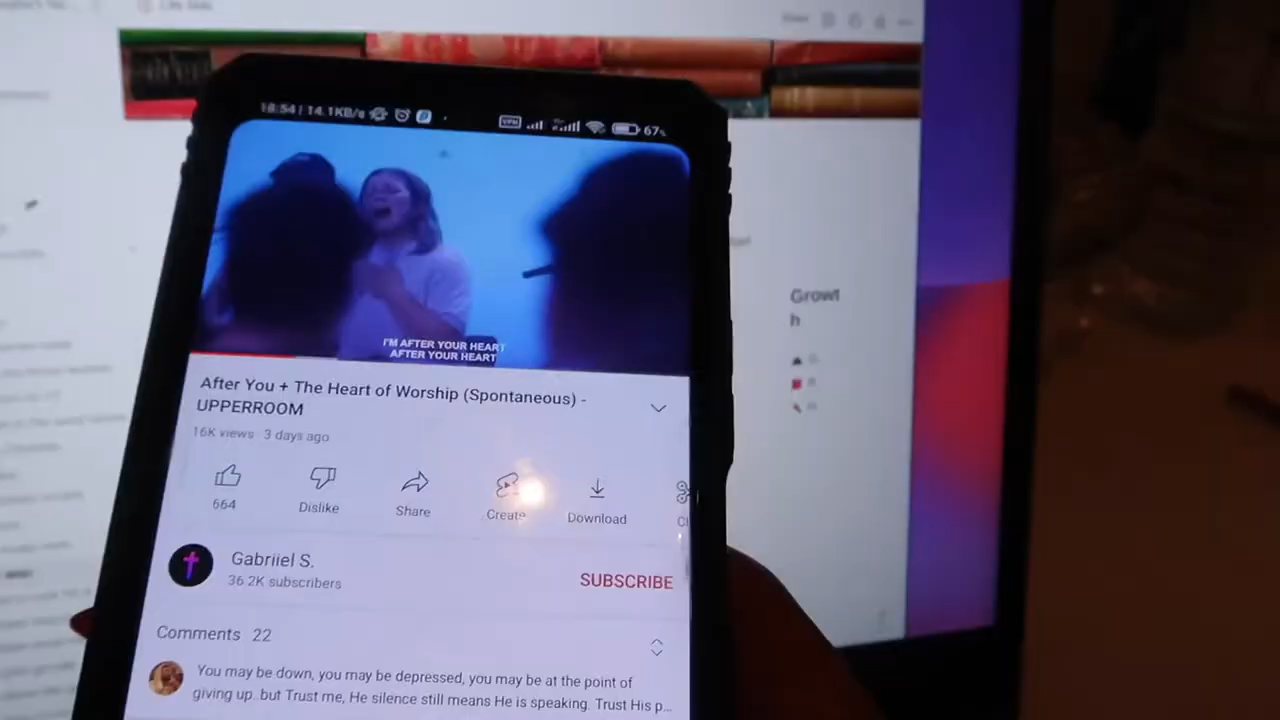 Share
18:54 | 14.1KB/s
VPN
67%
I'M AFTER YOUR HEART
AFTER YOUR HEART
After You + The Heart of Worship (Spontaneous) -
UPPERROOM
16K views 3 days ago
664
Dislike
Share
Create
Download
Cl
Gabriiel S.
36.2K subscribers
SUBSCRIBE
Comments 22
You may be down, you may be depressed, you may be at the point of
giving up..but Trust me, He silence still means He is speaking. Trust His p...
Growt
h